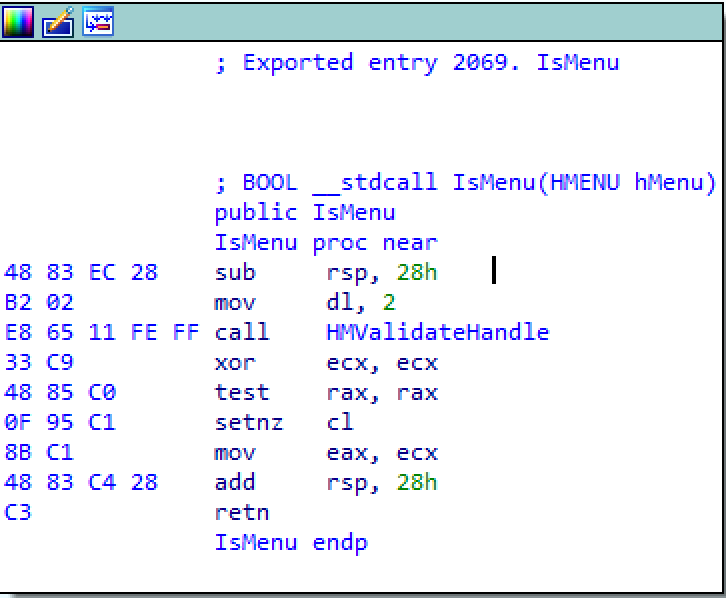 ; Exported entry 2069. IsMenu
; BOOL __stdcall IsMenu(HMENU hMenu)
public IsMenu
IsMenu proc near
48 83 EC 28 sub rsp, 28h
B2 02 mov dl, 2
E8 65 11 FE FF call HMValidateHandle
33 C9 xor ecx, ecx
48 85 C0 test rax, rax
0F 95 C1 setnz cl
8B C1 mov eax, ecx
48 83 C4 28 add rsp, 28h
C3 retn
IsMenu endp